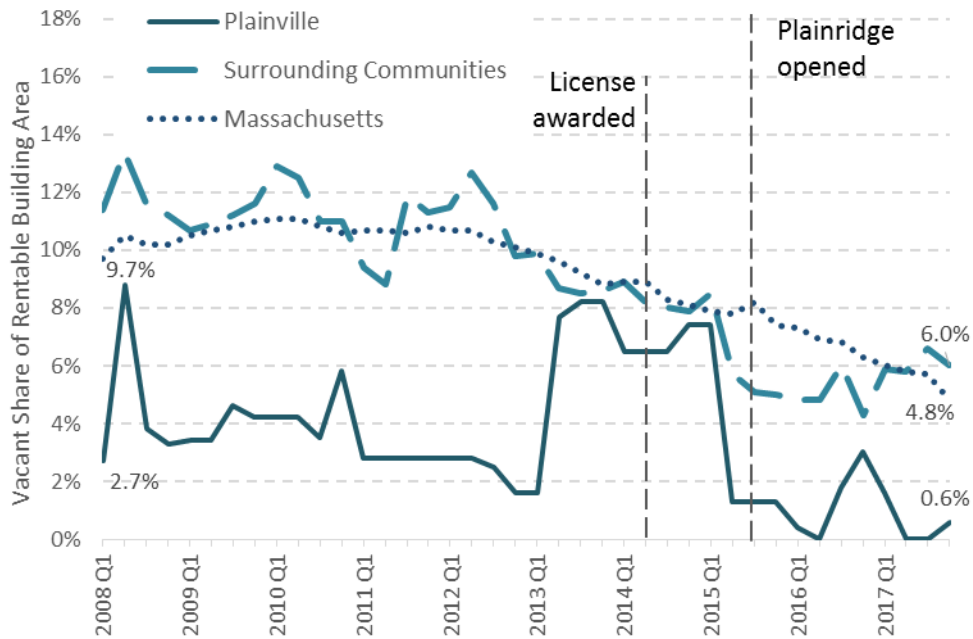 Vacant Share of Rentable Building Area
18%
16%
14%
12%
10%
8%
6%
4%
2%
0%
Plainville
Surrounding Communities
Massachusetts
License
awarded
Plainridge
opened
9.7%
2.7%
6.0%
4.8%
0.6%
2008 Q1
2009 Q1
2010 Q1
2011 Q1
2012 Q1
2013 Q1
2014 Q1
2015 Q1
2016 Q1
2017 Q1